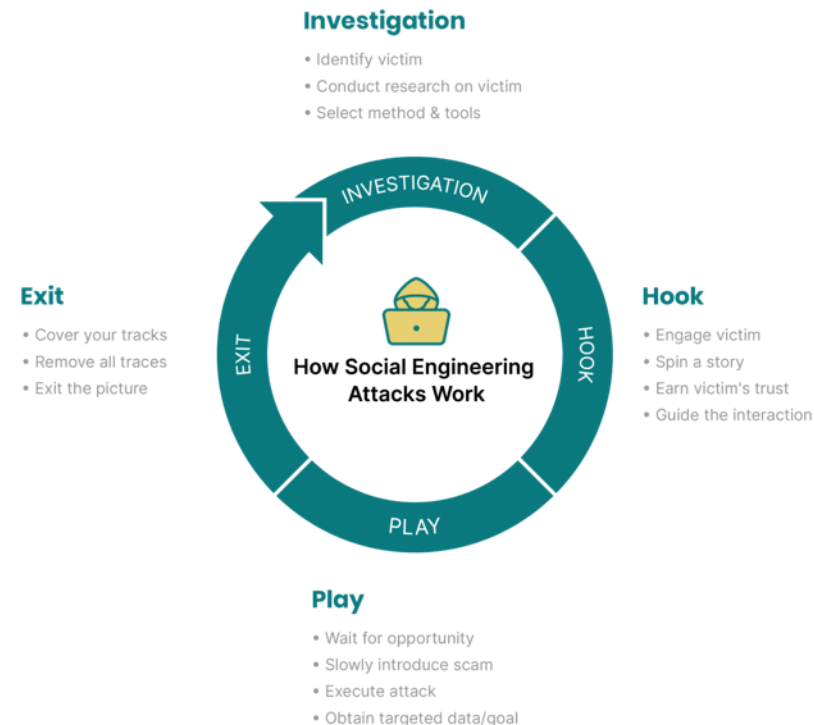 Investigation
• Identify victim
• Conduct research on victim
• Select method & tools
INVESTIGATION
Exit
• Cover your tracks
• Remove all traces
• Exit the picture
EXIT
How Social Engineering
Attacks Work
HOOK
Hook
• Engage victim
• Spin a story
• Earn victim's trust
• Guide the interaction
PLAY
Play
• Wait for opportunity
• Slowly introduce scam
• Execute attack
• Obtain targeted data/goal